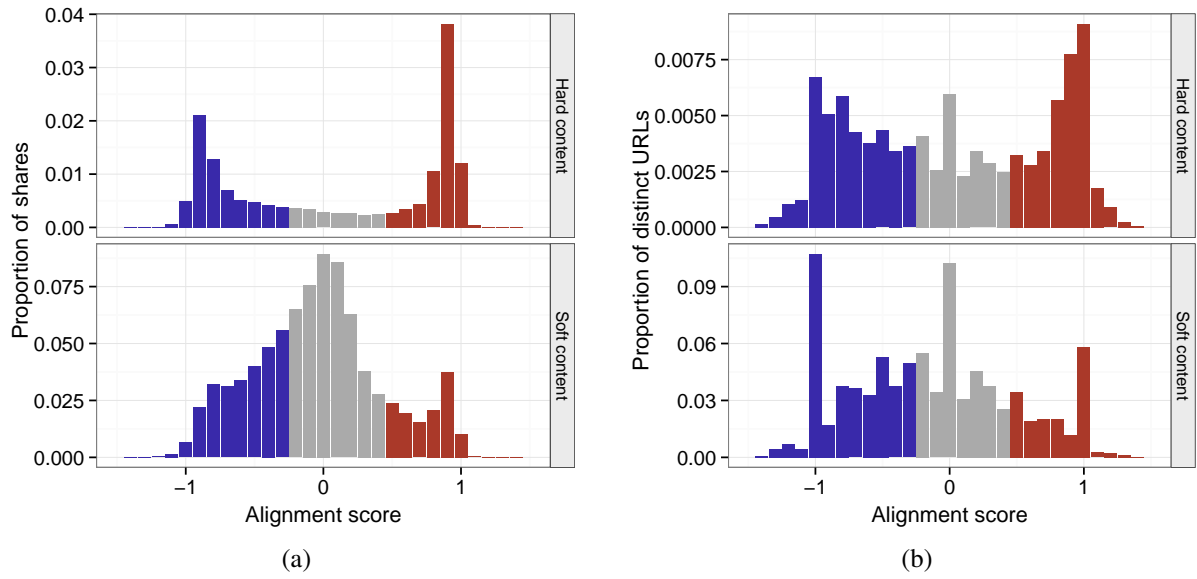 Proportion of shares
0.04
0.03
0.02
0.01
0.00
Hard content
0.075
0.050
0.025
0.000
Soft content
−1 0 1
Alignment score
(a)
Proportion of distinct URLs
0.0075
0.0050
0.0025
0.0000
Hard content
0.09
0.06
0.03
0.00
Soft content
−1 0 1
Alignment score
(b)